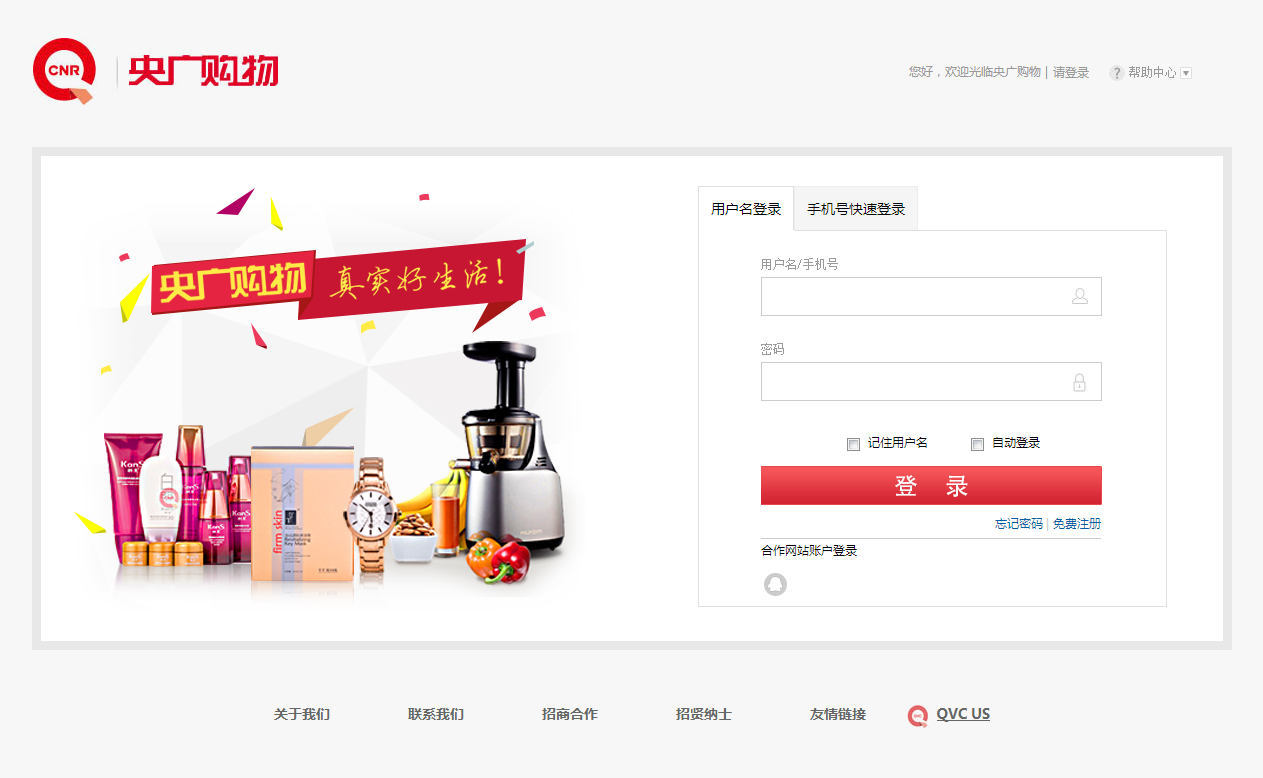 CNR
央广购物
您好，欢迎光临央广购物 | 请登录
? 帮助中心
央广购物 真实好生活!
KonS
firm skin
Revitalizing
Key Mask
用户名登录
手机号快速登录
用户名/手机号
密码
记住用户名
自动登录
登 录
忘记密码 | 免费注册
合作网站账户登录
关于我们
联系我们
招商合作
招贤纳士
友情链接
QVC US